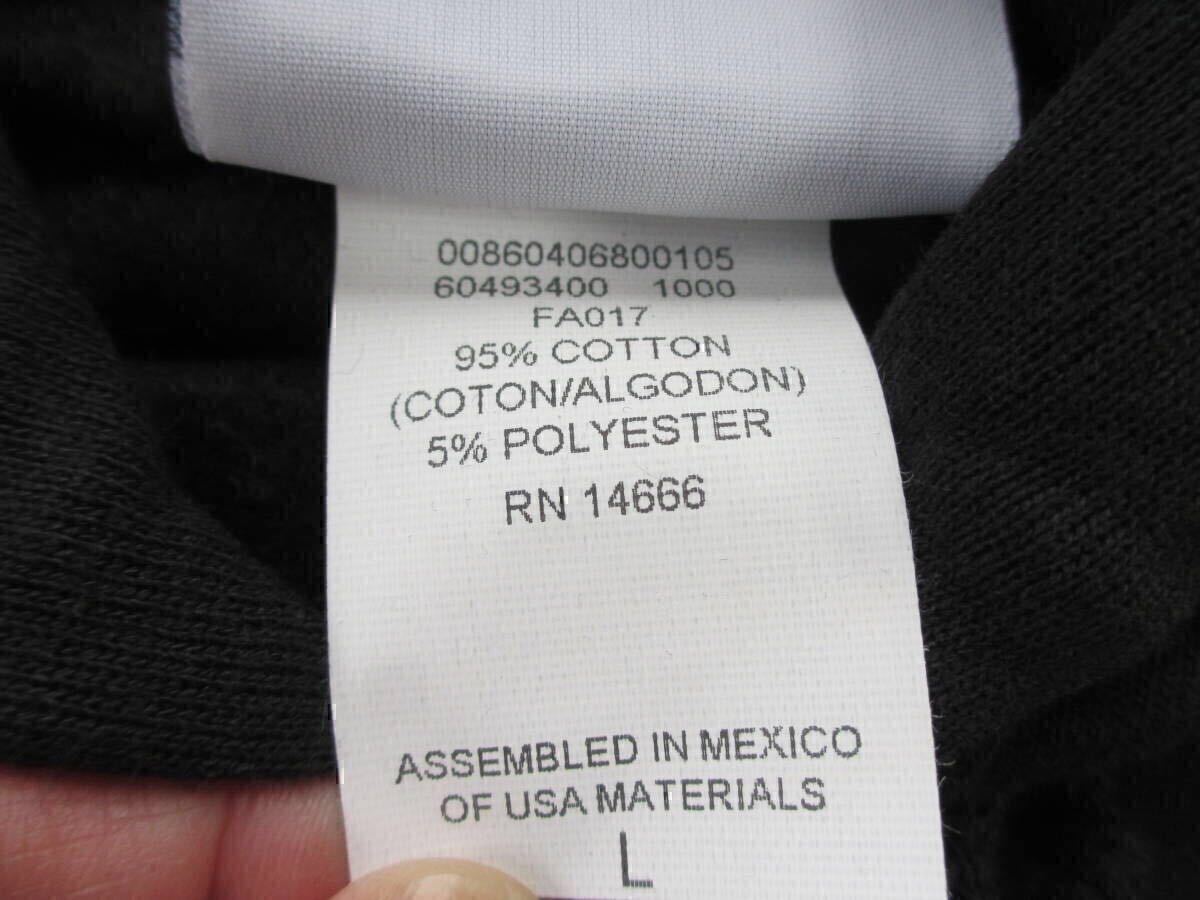 00860406800105
60493400 1000
FA017
95% COTTON
(COTON/ALGODON)
5% POLYESTER
RN 14666
ASSEMBLED IN MEXICO
OF USA MATERIALS
L